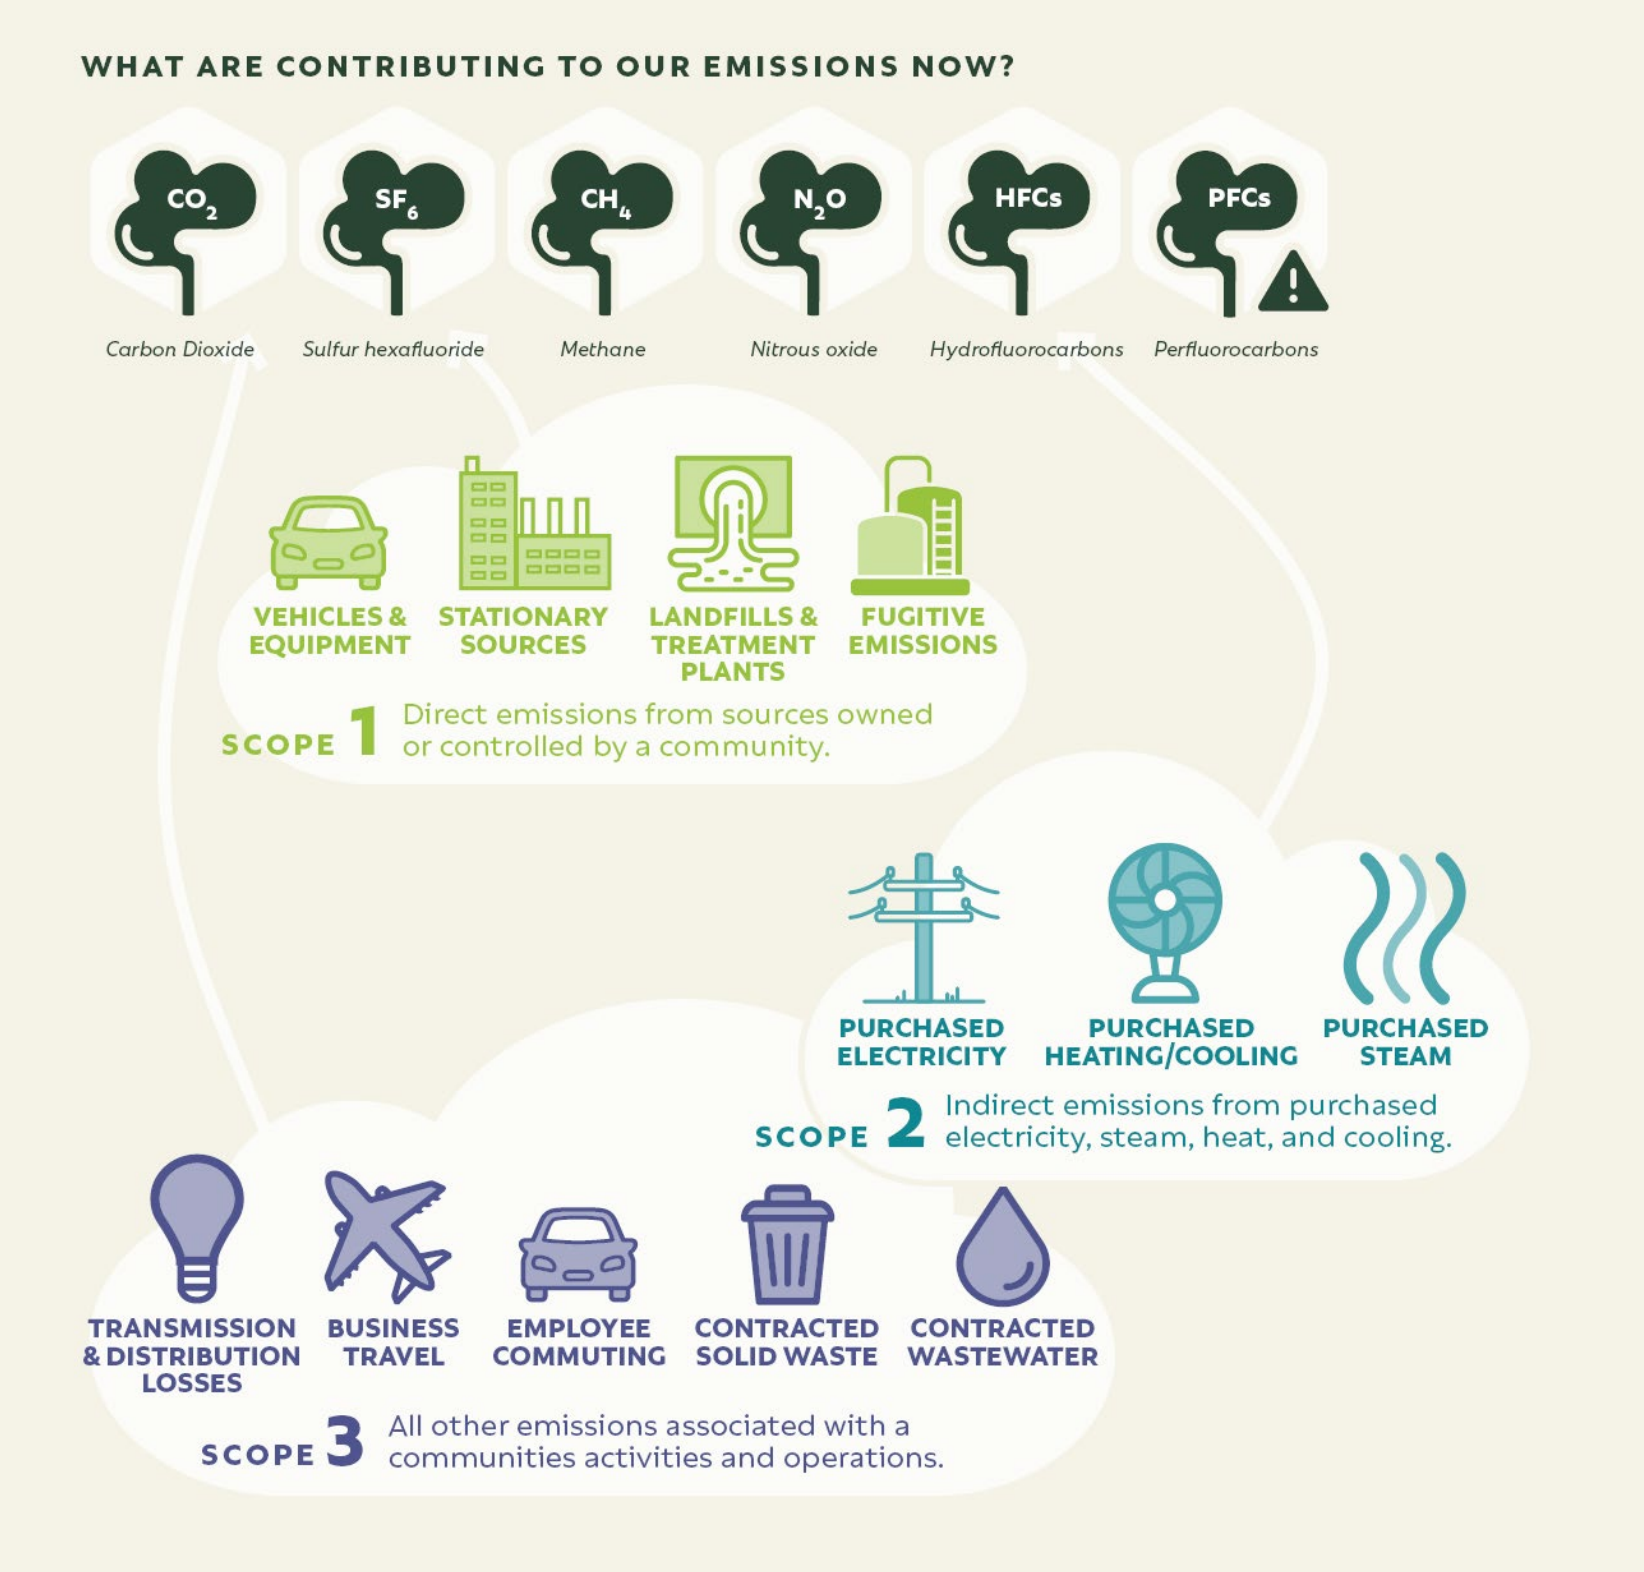 WHAT ARE CONTRIBUTING TO OUR EMISSIONS NOW?
CO2
SF6
CH4
N2O
HFCs
PFCs
!
Carbon Dioxide
Sulfur hexafluoride
Methane
Nitrous oxide
Hydrofluorocarbons
Perfluorocarbons
VEHICLES &
EQUIPMENT
STATIONARY
SOURCES
LANDFILLS &
TREATMENT
PLANTS
FUGITIVE
EMISSIONS
SCOPE 1
Direct emissions from sources owned
or controlled by a community.
PURCHASED
ELECTRICITY
PURCHASED
HEATING/COOLING
PURCHASED
STEAM
SCOPE 2
Indirect emissions from purchased
electricity, steam, heat, and cooling.
TRANSMISSION
& DISTRIBUTION
LOSSES
BUSINESS
TRAVEL
EMPLOYEE
COMMUTING
CONTRACTED
SOLID WASTE
CONTRACTED
WASTEWATER
SCOPE 3
All other emissions associated with a
communities activities and operations.